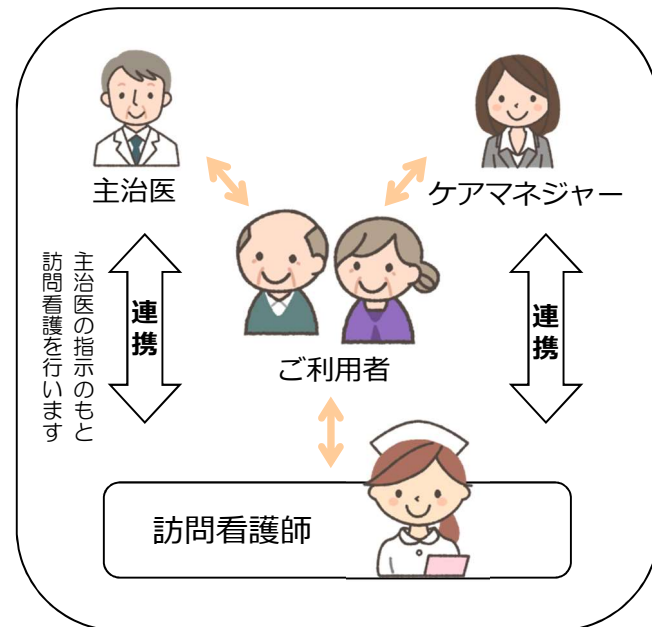 主治医
ケアマネジャー
主治医の指示のもと
訪問看護を行います
連携
連携
ご利用者
訪問看護師